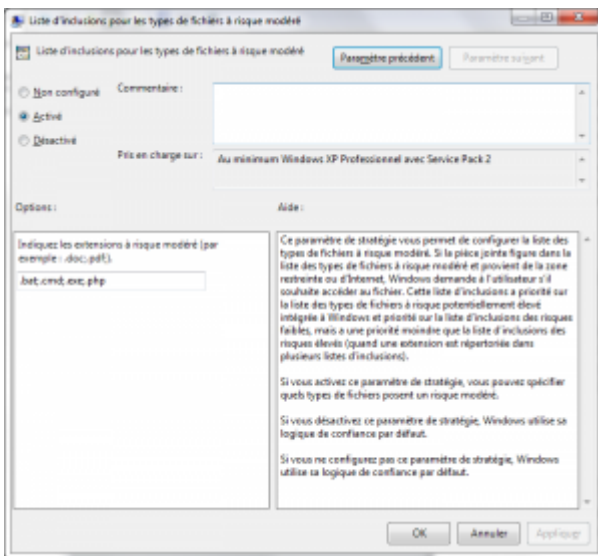 Liste d'inclusions pour les types de fichiers à risque modéré
Liste d'inclusions pour les types de fichiers à risque modéré
Paramètre précédent
Paramètre suivant
Non configuré
Commentaire :
Activé
Désactivé
Pris en charge sur :
Au minimum Windows XP Professionnel avec Service Pack 2
Options :
Aide :
Indiquez les extensions à risque modéré (par
exemple : .doc;.pdf;).
.bat;.cmd;.exe;.php
Ce paramètre de stratégie vous permet de configurer la liste des
types de fichiers à risque modéré. Si la pièce jointe figure dans la
liste des types de fichiers à risque modéré et provient de la zone
restreinte ou d'Internet, Windows demande à l'utilisateur s'il
souhaite accéder au fichier. Cette liste d'inclusions a priorité sur
la liste des types de fichiers à risque potentiellement élevé
intégrée à Windows et priorité sur la liste d'inclusions des risques
faibles, mais a une priorité moindre que la liste d'inclusions des
risques élevés (quand une extension est répertoriée dans
plusieurs listes d'inclusions).
Si vous activez ce paramètre de stratégie, vous pouvez spécifier
quels types de fichiers posent un risque modéré.
Si vous désactivez ce paramètre de stratégie, Windows utilise sa
logique de confiance par défaut.
Si vous ne configurez pas ce paramètre de stratégie, Windows
utilise sa logique de confiance par défaut.
OK
Annuler
Appliquer